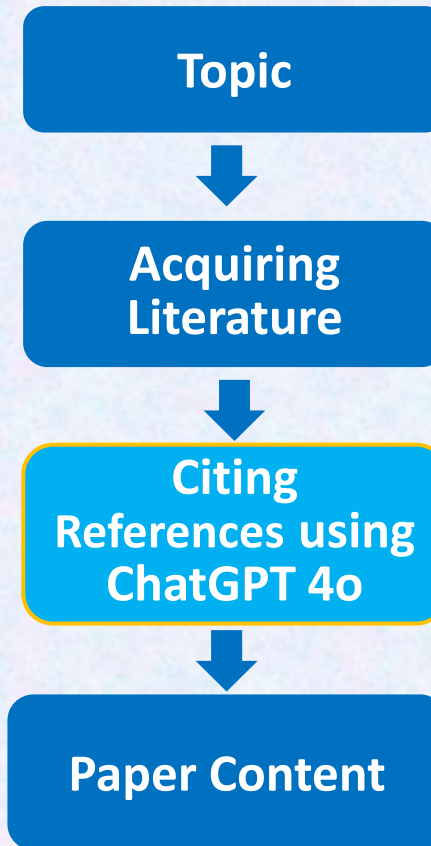 Topic
Acquiring
Literature
Citing
References using
ChatGPT 4o
Paper Content